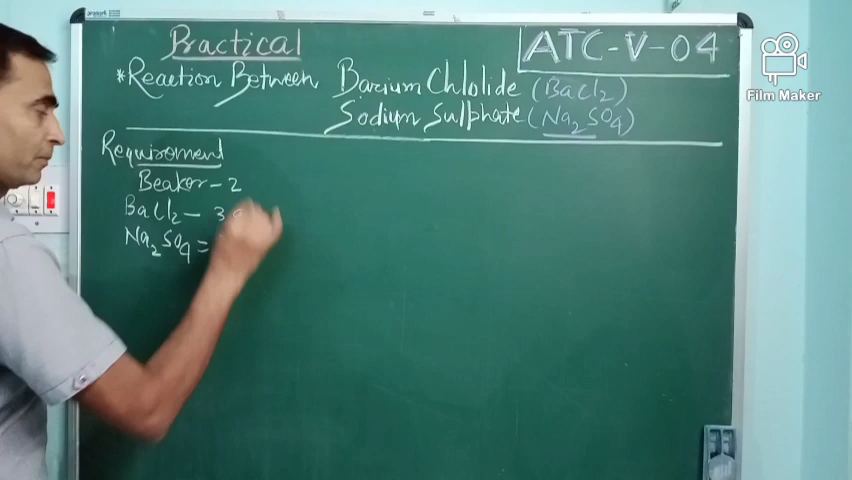 Practical
ATC-V-04
*Reaction Between Barium Chlolide (BaCl2)
Sodium Sulphate (Na2SO4)
Requirement
Beaker - 2
BaCl2 - 3
Na2SO4 =
Film Maker